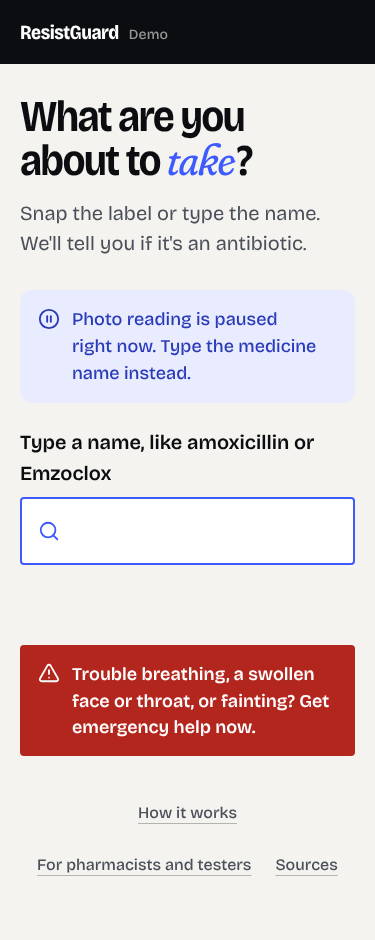 ResistGuard Demo
What are you
about to take?
Snap the label or type the name.
We'll tell you if it's an antibiotic.
Photo reading is paused
right now. Type the medicine
name instead.
Type a name, like amoxicillin or
Emzoclox
Trouble breathing, a swollen
face or throat, or fainting? Get
emergency help now.
How it works
For pharmacists and testers Sources